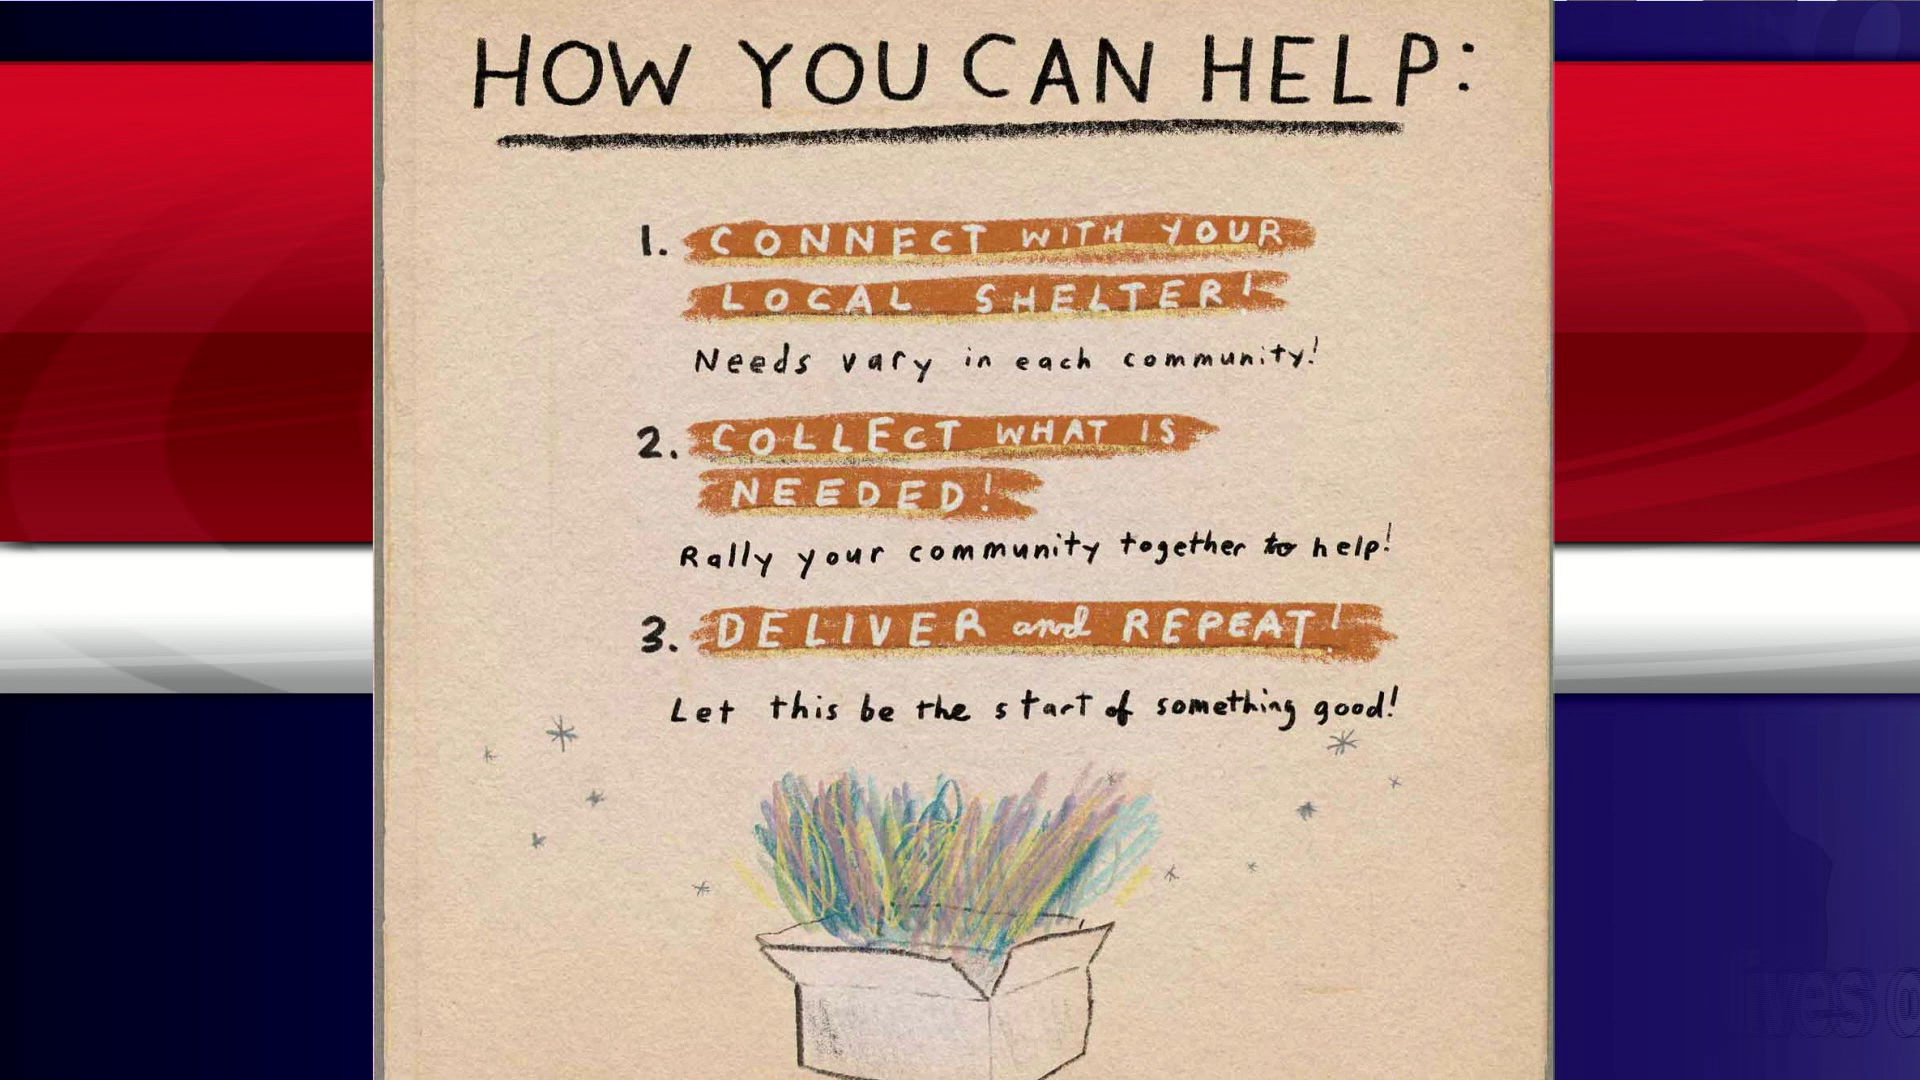 HOW YOU CAN HELP:
1. CONNECT WITH YOUR
LOCAL SHELTER!
Needs vary in each community!
2. COLLECT WHAT IS
NEEDED!
Rally your community together to help!
3. DELIVER and REPEAT!
Let this be the start of something good!